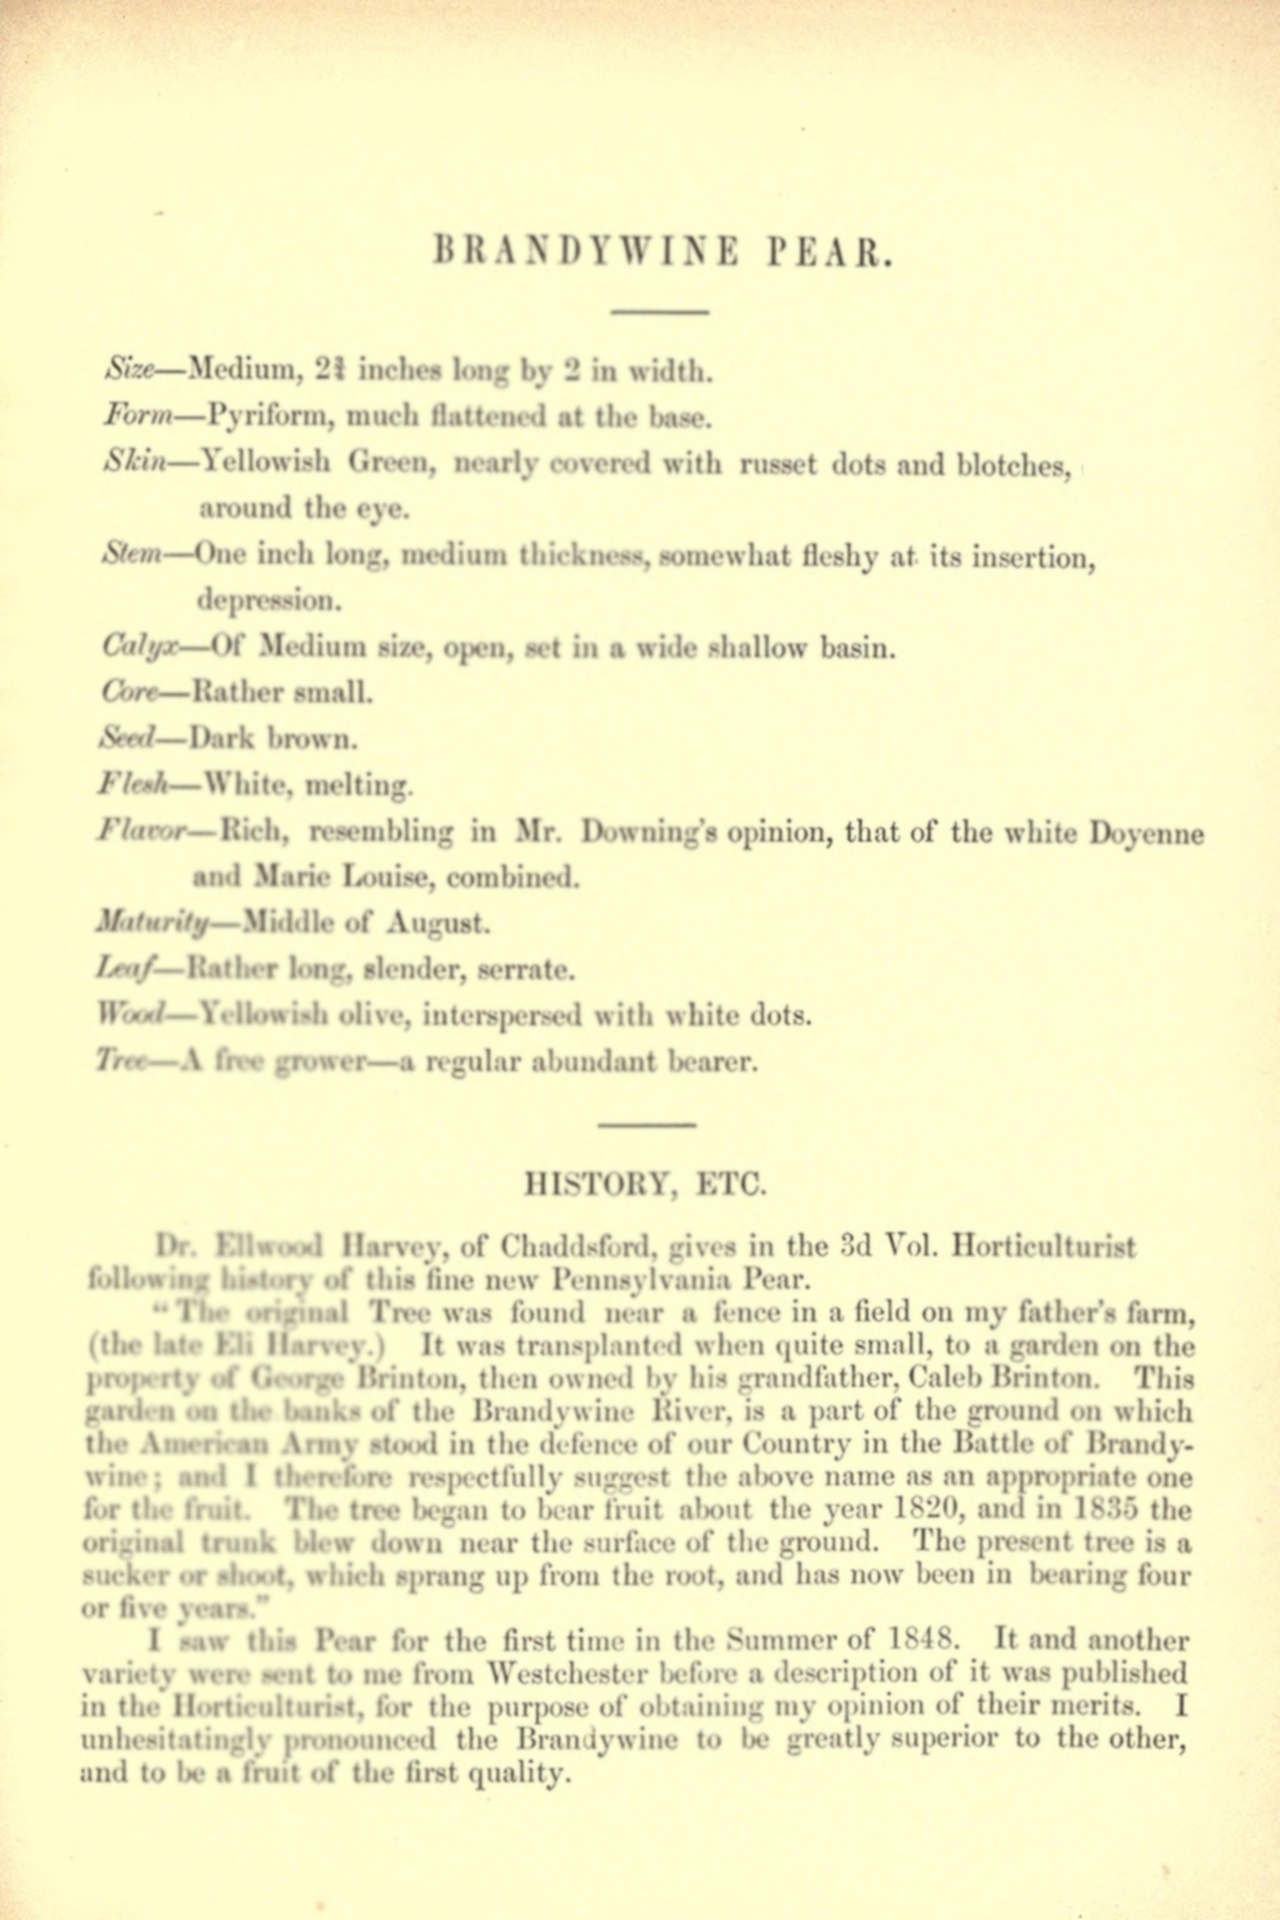 BRANDYWINE PEAR.
Size—Medium, 2¾ inches long by 2 in width.
Form—Pyriform, much flattened at the base.
Skin—Yellowish Green, nearly covered with russet dots and blotches,
around the eye.
Stem—One inch long, medium thickness, somewhat fleshy at its insertion,
depression.
Calyx—Of Medium size, open, set in a wide shallow basin.
Core—Rather small.
Seed—Dark brown.
Flesh—White, melting.
Flavor—Rich, resembling in Mr. Downing's opinion, that of the white Doyenne
and Marie Louise, combined.
Maturity—Middle of August.
Leaf—Rather long, slender, serrate.
Wood—Yellowish olive, interspersed with white dots.
Tree—A free grower—a regular abundant bearer.
HISTORY, ETC.
Dr. Ellwood Harvey, of Chaddsford, gives in the 3d Vol. Horticulturist
following history of this fine new Pennsylvania Pear.
"The original Tree was found near a fence in a field on my father's farm,
(the late Eli Harvey.) It was transplanted when quite small, to a garden on the
property of George Brinton, then owned by his grandfather, Caleb Brinton. This
garden on the banks of the Brandywine River, is a part of the ground on which
the American Army stood in the defence of our Country in the Battle of Brandy-
wine; and I therefore respectfully suggest the above name as an appropriate one
for the fruit. The tree began to bear fruit about the year 1820, and in 1835 the
original trunk blew down near the surface of the ground. The present tree is a
sucker or shoot, which sprang up from the root, and has now been in bearing four
or five years."
I saw this Pear for the first time in the Summer of 1848. It and another
variety were sent to me from Westchester before a description of it was published
in the Horticulturist, for the purpose of obtaining my opinion of their merits. I
unhesitatingly pronounced the Brandywine to be greatly superior to the other,
and to be a fruit of the first quality.